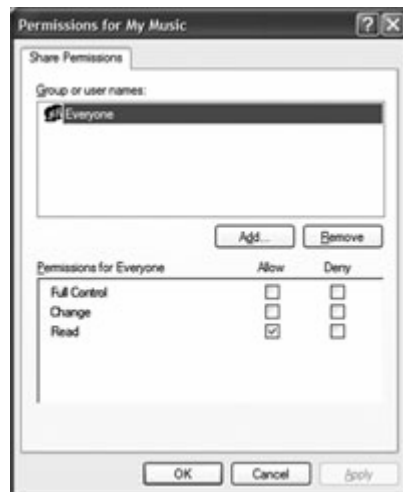 Permissions for My Music
Share Permissions
Group or user names:
Everyone
Add... Remove
Permissions for Everyone Allow Deny
Full Control
Change
Read
OK Cancel Apply